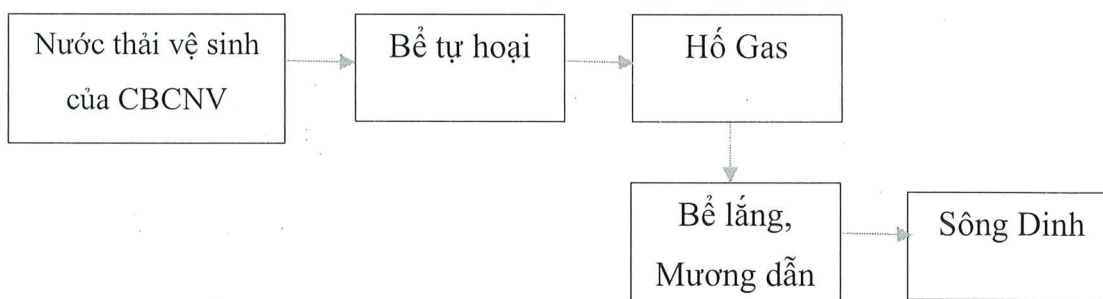 Nước thải vệ sinh
của CBCNV
Bể tự hoại
Hố Gas
Bể lắng,
Mương dẫn
Sông Dinh